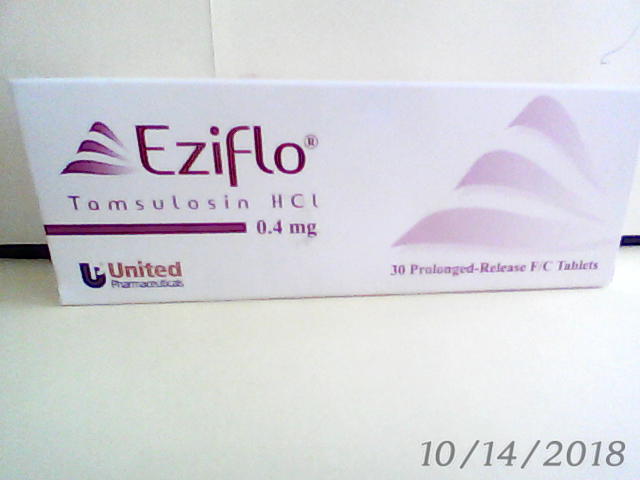 Eziflo®
Tamsulosin HCl
0.4 mg
United
Pharmaceuticals
30 Prolonged-Release F/C Tablets
10/14/2018